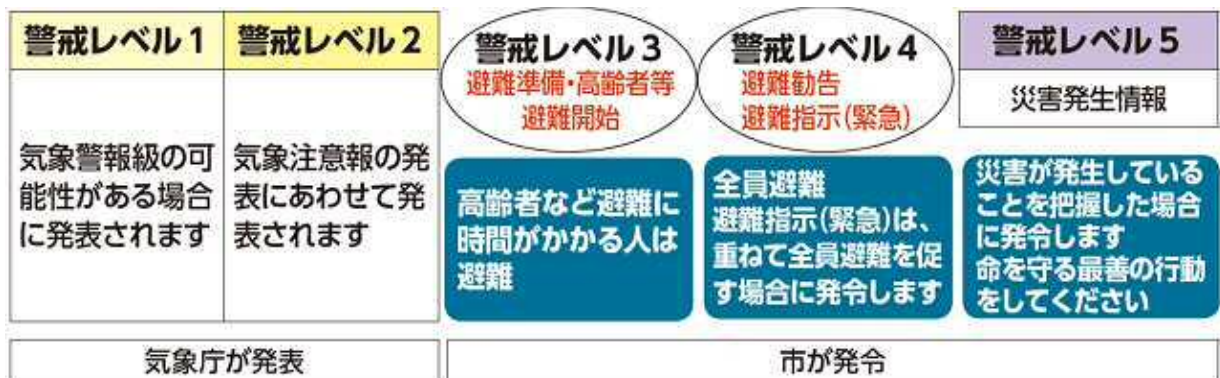 警戒レベル1
気象警報級の可
能性がある場合
に発表されます
警戒レベル2
気象注意報の発
表にあわせて発
表されます
気象庁が発表
警戒レベル3
避難準備・高齢者等
避難開始
高齢者など避難に
時間がかかる人は
避難
警戒レベル4
避難勧告
避難指示(緊急)
全員避難
避難指示(緊急)は、
重ねて全員避難を促
す場合に発令します
警戒レベル5
災害発生情報
災害が発生している
ことを把握した場合
に発令します
命を守る最善の行動
をしてください
市が発令